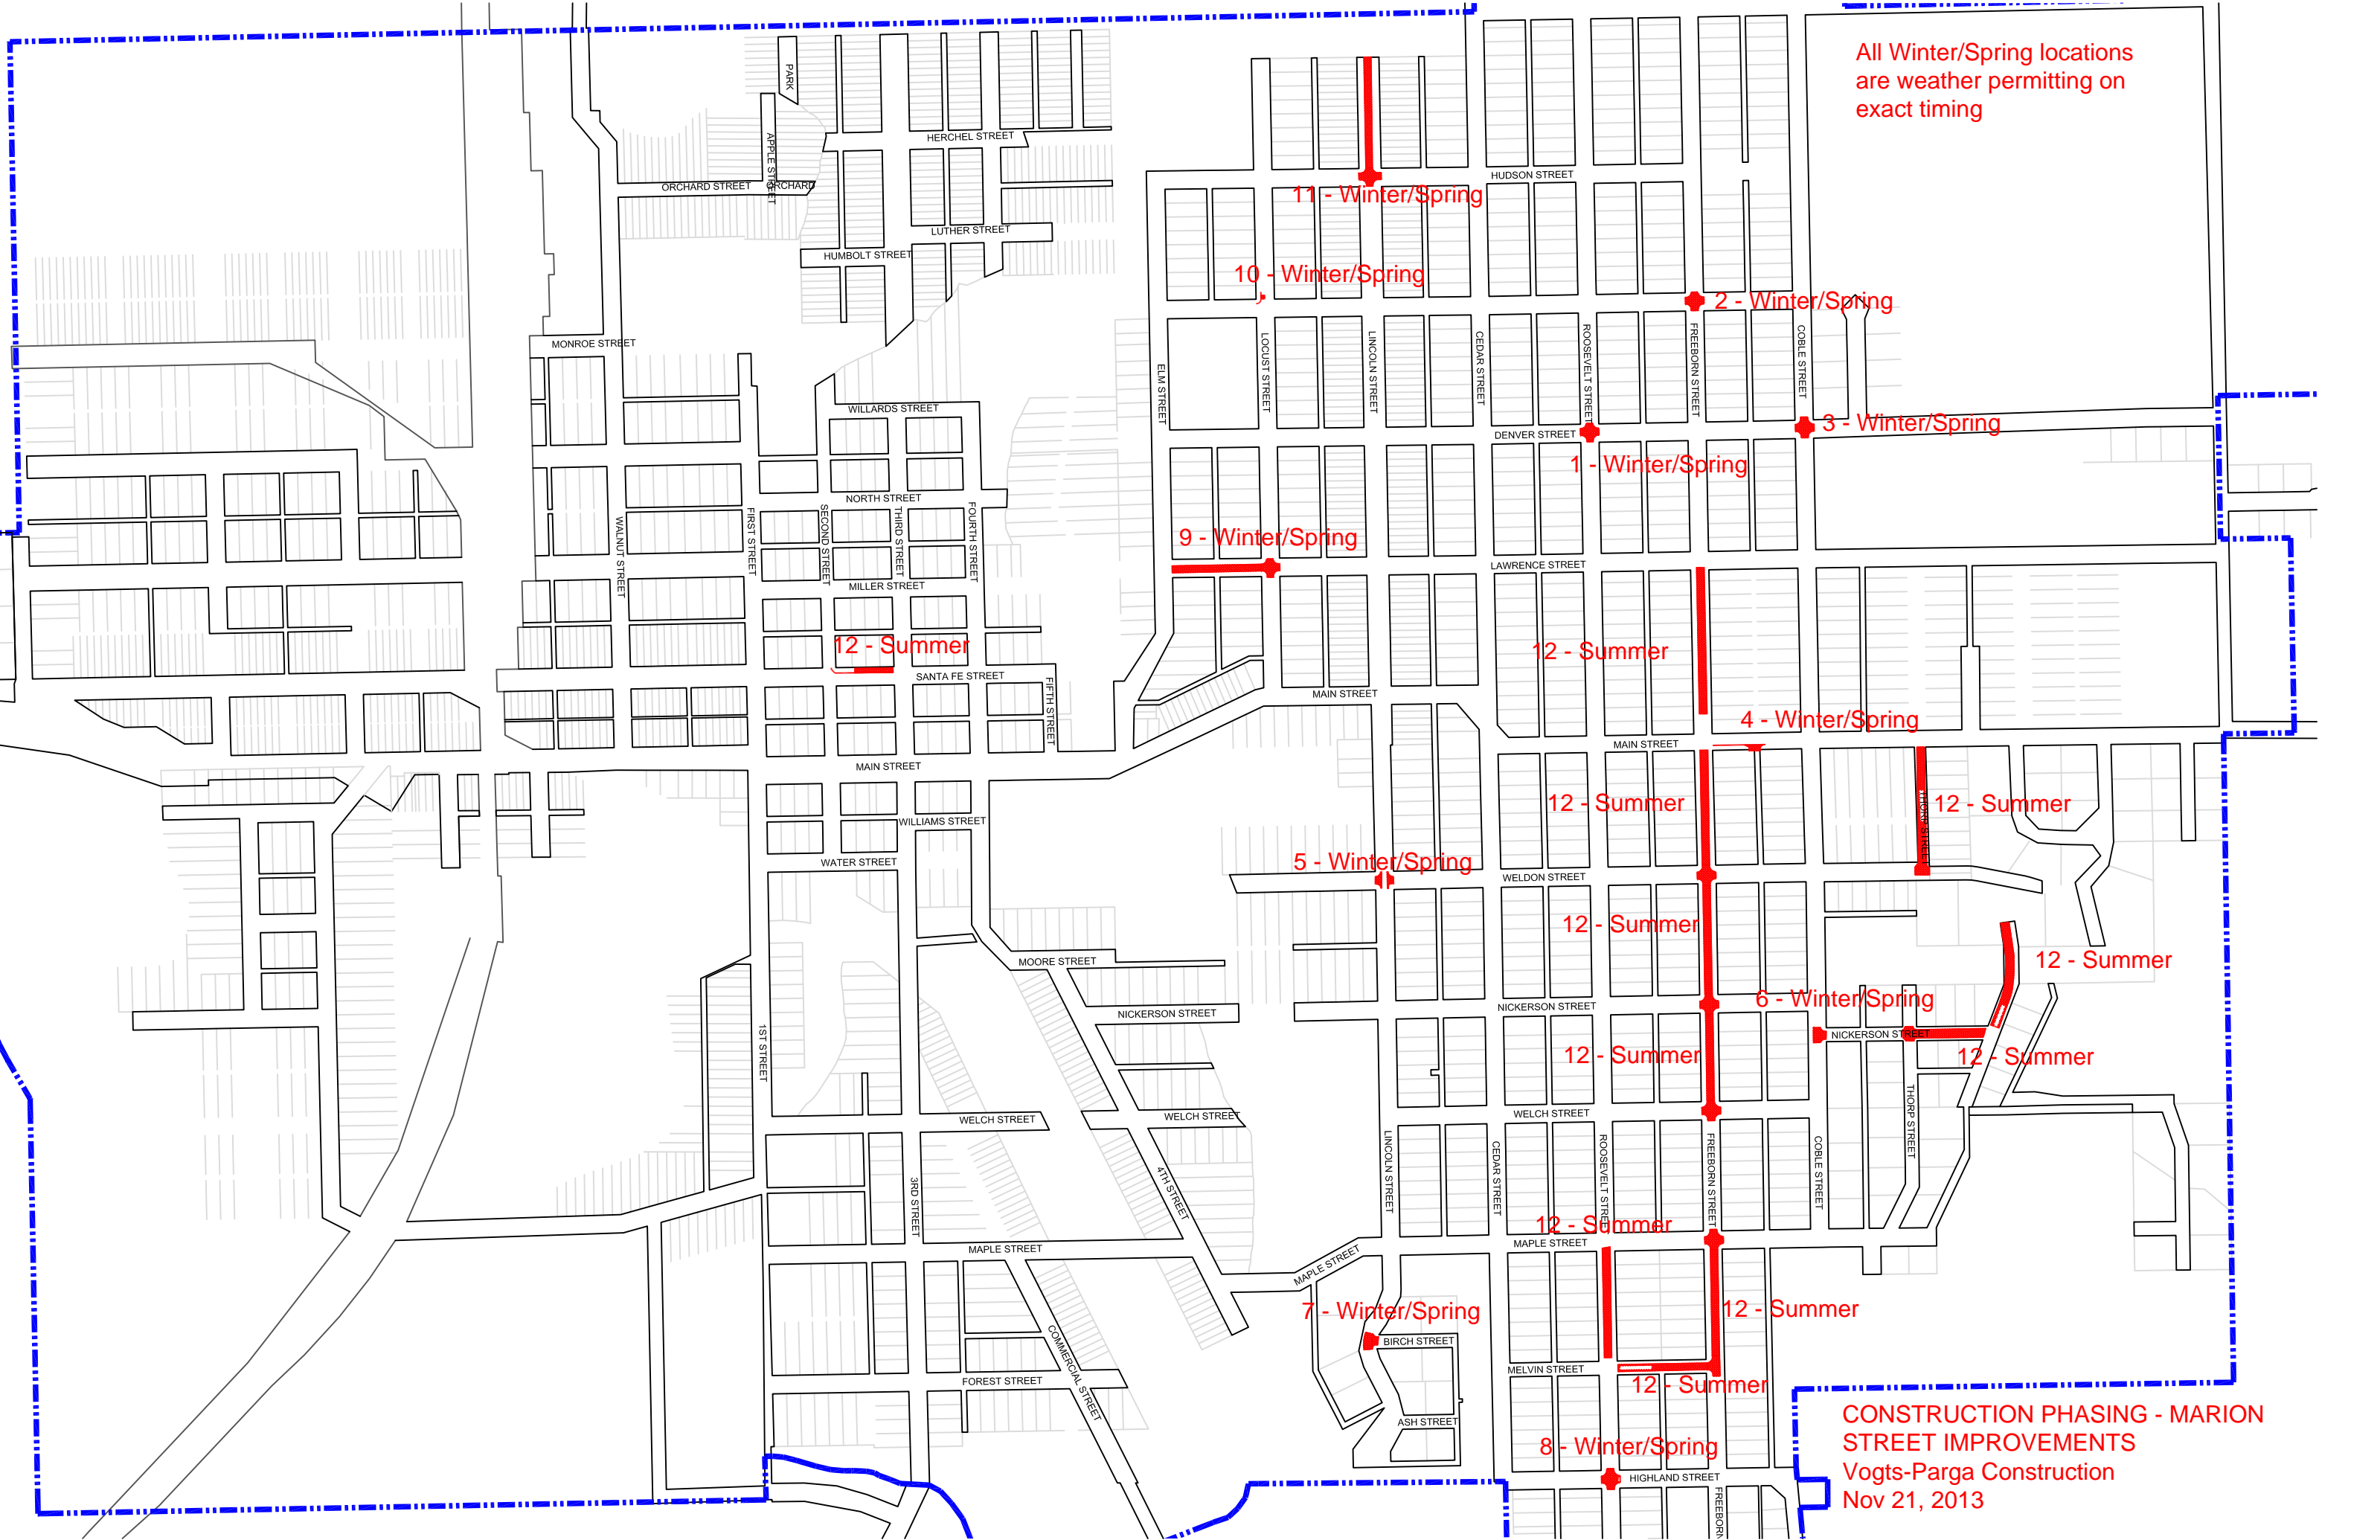 All Winter/Spring locations
are weather permitting on
exact timing
PARK
APPLE STREET
HERCHEL STREET
ORCHARD STREET
ORCHARD
LUTHER STREET
HUMBOLT STREET
HUDSON STREET
11 - Winter/Spring
10 - Winter/Spring
2 - Winter/Spring
MONROE STREET
ELM STREET
LOCUST STREET
LINCOLN STREET
CEDAR STREET
ROOSEVELT STREET
FREEBORN STREET
COBLE STREET
WILLARDS STREET
DENVER STREET
3 - Winter/Spring
1 - Winter/Spring
NORTH STREET
WALNUT STREET
FIRST STREET
SECOND STREET
THIRD STREET
FOURTH STREET
9 - Winter/Spring
LAWRENCE STREET
MILLER STREET
12 - Summer
12 - Summer
SANTA FE STREET
FIFTH STREET
MAIN STREET
4 - Winter/Spring
MAIN STREET
MAIN STREET
12 - Summer
THORP STREET
12 - Summer
WILLIAMS STREET
WATER STREET
5 - Winter/Spring
WELDON STREET
12 - Summer
MOORE STREET
12 - Summer
6 - Winter/Spring
NICKERSON STREET
NICKERSON STREET
NICKERSON STREET
1ST STREET
12 - Summer
12 - Summer
WELCH STREET
WELCH STREET
WELCH STREET
THORP STREET
3RD STREET
4TH STREET
LINCOLN STREET
CEDAR STREET
ROOSEVELT STREET
FREEBORN STREET
COBLE STREET
12 - Summer
MAPLE STREET
MAPLE STREET
MAPLE STREET
7 - Winter/Spring
12 - Summer
BIRCH STREET
COMMERCIAL STREET
FOREST STREET
MELVIN STREET
12 - Summer
ASH STREET
8 - Winter/Spring
HIGHLAND STREET
FREEBORN
CONSTRUCTION PHASING - MARION
STREET IMPROVEMENTS
Vogts-Parga Construction
Nov 21, 2013